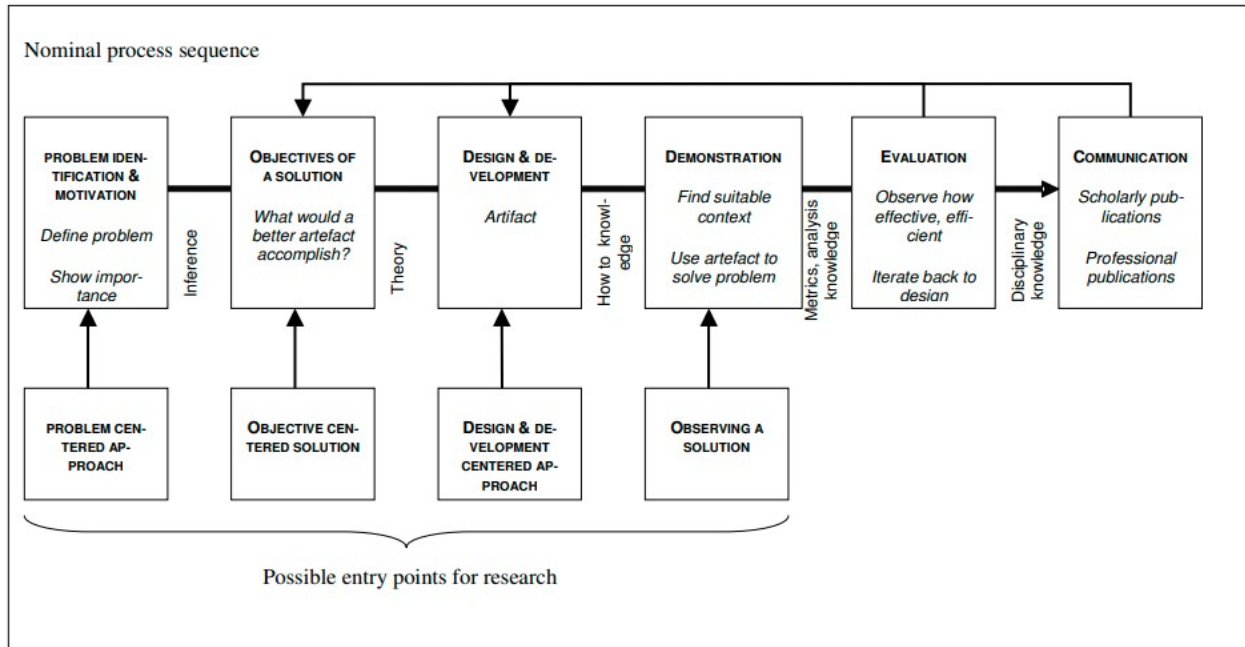 Nominal process sequence
PROBLEM IDEN-
TIFICATION &
MOTIVATION
Define problem
Show impor-
tance
Inference
OBJECTIVES OF
A SOLUTION
What would a
better artefact
accomplish?
Theory
DESIGN & DE-
VELOPMENT
Artifact
How to knowl-
edge
DEMONSTRATION
Find suitable
context
Use artefact to
solve problem
Metrics, analysis
knowledge
EVALUATION
Observe how
effective, effi-
cient
Iterate back to
design
Disciplinary
knowledge
COMMUNICATION
Scholarly pub-
lications
Professional
publications
PROBLEM CEN-
TERED AP-
PROACH
OBJECTIVE CEN-
TERED SOLUTION
DESIGN & DE-
VELOPMENT
CENTERED AP-
PROACH
OBSERVING A
SOLUTION
Possible entry points for research